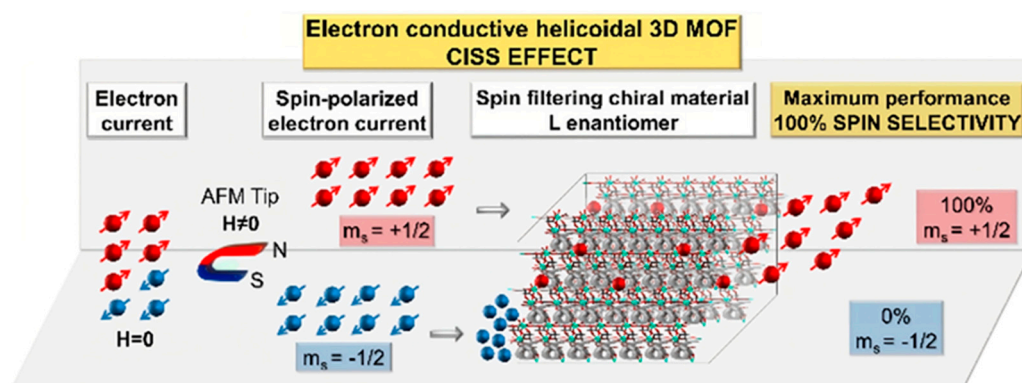 Electron conductive helicoidal 3D MOF
CISS EFFECT
Electron
current
Spin-polarized
electron current
Spin filtering chiral material
L enantiomer
Maximum performance
100% SPIN SELECTIVITY
AFM Tip
H≠0
N
S
H=0
mₛ = +1/2
mₛ = -1/2
100%
mₛ = +1/2
0%
mₛ = -1/2